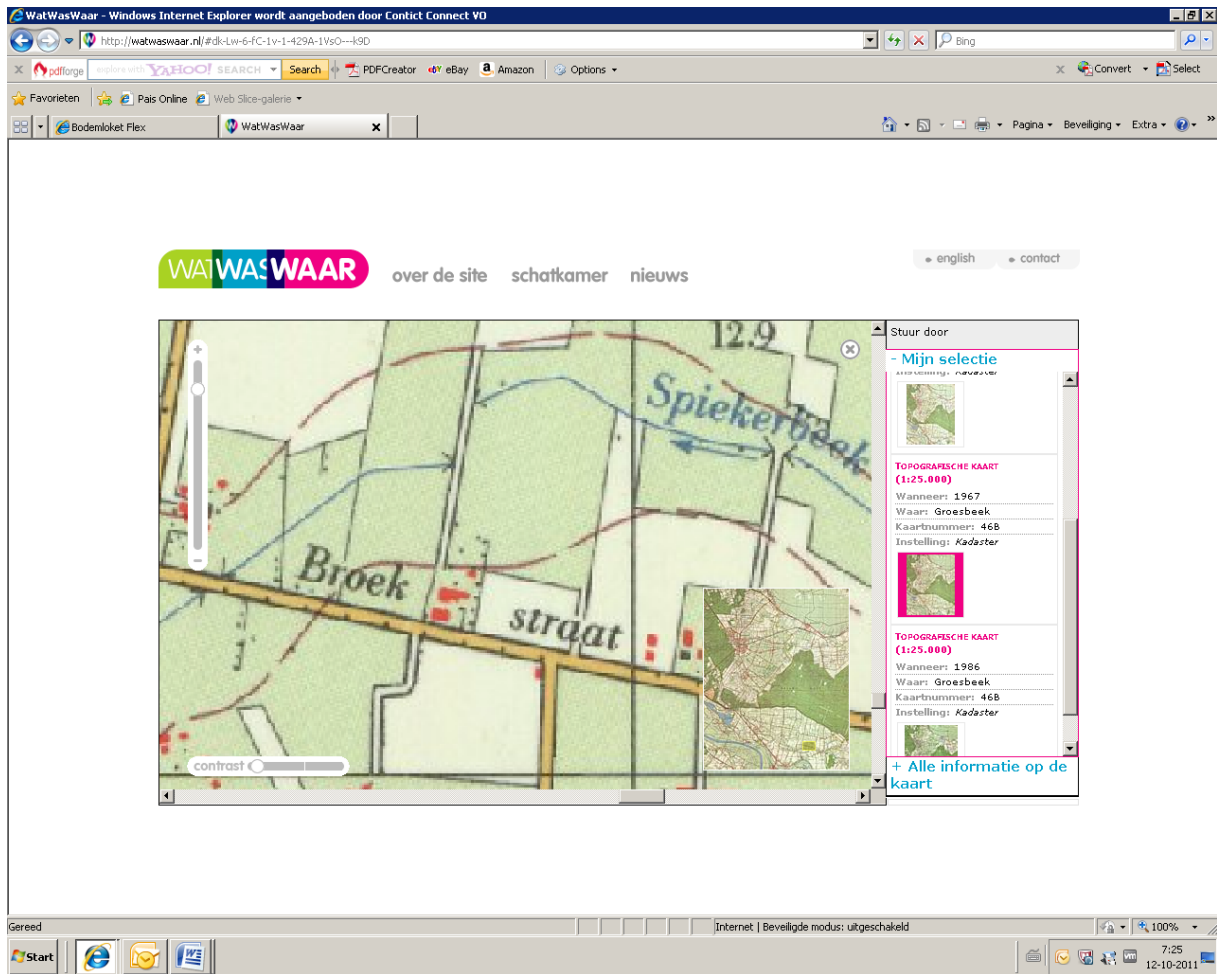 WatWasWaar - Windows Internet Explorer wordt aangeboden door Contict Connect VO
http://watwaswaar.nl/#dk-Lw-6-fC-1v-1-429A-1VsO---k9D
Bing
x pdfforge explore with YAHOO! SEARCH Search PDFCreator eBay Amazon Options x Convert Select
Favorieten Pais Online Web Slice-galerie
Bodemloket Flex WatWasWaar x Pagina Beveiliging Extra »
WATWASWAAR
over de site schatkamer nieuws
english contact
12.9
Spiekerbeek
Broek
straat
+
−
contrast
Stuur door
- Mijn selectie
Instelling: Kadaster
TOPOGRAFISCHE KAART
(1:25.000)
Wanneer: 1967
Waar: Groesbeek
Kaartnummer: 46B
Instelling: Kadaster
TOPOGRAFISCHE KAART
(1:25.000)
Wanneer: 1986
Waar: Groesbeek
Kaartnummer: 46B
Instelling: Kadaster
+ Alle informatie op de
kaart
Gereed Internet | Beveiligde modus: uitgeschakeld 100%
Start 7:25
12-10-2011